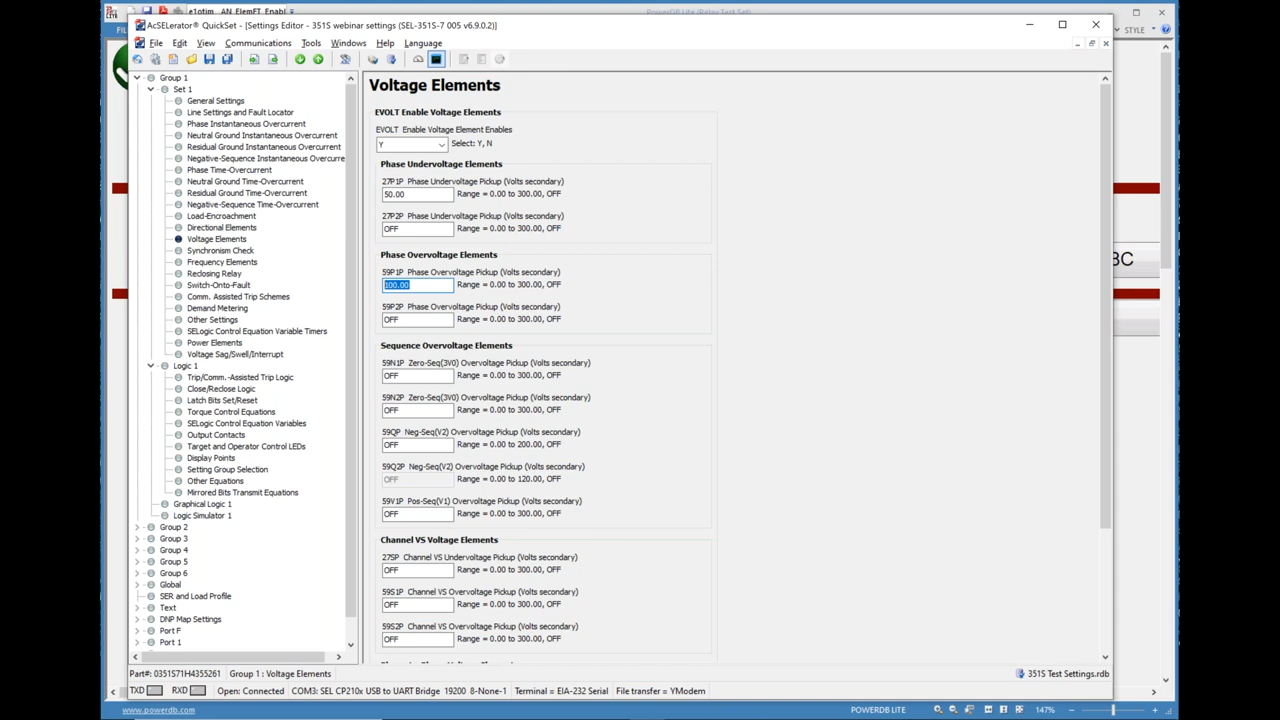 e1otim AN_ElemFT_Enabl
PowerDB Lite (Relay Test Set)
LITE
FIL
STYLE
AcSELerator® QuickSet - [Settings Editor - 351S webinar settings (SEL-351S-7 005 v6.9.0.2)]
File Edit View Communications Tools Windows Help Language
Group 1
Set 1
General Settings
Line Settings and Fault Locator
Phase Instantaneous Overcurrent
Neutral Ground Instantaneous Overcurrent
Residual Ground Instantaneous Overcurrent
Negative-Sequence Instantaneous Overcurre
Phase Time-Overcurrent
Neutral Ground Time-Overcurrent
Residual Ground Time-Overcurrent
Negative-Sequence Time-Overcurrent
Load-Encroachment
Directional Elements
Voltage Elements
Synchronism Check
Frequency Elements
Reclosing Relay
Switch-Onto-Fault
Comm. Assisted Trip Schemes
Demand Metering
Other Settings
SELogic Control Equation Variable Timers
Power Elements
Voltage Sag/Swell/Interrupt
Logic 1
Trip/Comm.-Assisted Trip Logic
Close/Reclose Logic
Latch Bits Set/Reset
Torque Control Equations
SELogic Control Equation Variables
Output Contacts
Target and Operator Control LEDs
Display Points
Setting Group Selection
Other Equations
Mirrored Bits Transmit Equations
Graphical Logic 1
Logic Simulator 1
Group 2
Group 3
Group 4
Group 5
Group 6
Global
SER and Load Profile
Text
DNP Map Settings
Port F
Port 1
Voltage Elements
EVOLT Enable Voltage Elements
EVOLT Enable Voltage Element Enables
Y Select: Y, N
Phase Undervoltage Elements
27P1P Phase Undervoltage Pickup (Volts secondary)
50.00 Range = 0.00 to 300.00, OFF
27P2P Phase Undervoltage Pickup (Volts secondary)
OFF Range = 0.00 to 300.00, OFF
Phase Overvoltage Elements
59P1P Phase Overvoltage Pickup (Volts secondary)
100.00 Range = 0.00 to 300.00, OFF
59P2P Phase Overvoltage Pickup (Volts secondary)
OFF Range = 0.00 to 300.00, OFF
Sequence Overvoltage Elements
59N1P Zero-Seq(3V0) Overvoltage Pickup (Volts secondary)
OFF Range = 0.00 to 300.00, OFF
59N2P Zero-Seq(3V0) Overvoltage Pickup (Volts secondary)
OFF Range = 0.00 to 300.00, OFF
59QP Neg-Seq(V2) Overvoltage Pickup (Volts secondary)
OFF Range = 0.00 to 200.00, OFF
59Q2P Neg-Seq(V2) Overvoltage Pickup (Volts secondary)
OFF Range = 0.00 to 120.00, OFF
59V1P Pos-Seq(V1) Overvoltage Pickup (Volts secondary)
OFF Range = 0.00 to 300.00, OFF
Channel VS Voltage Elements
27SP Channel VS Undervoltage Pickup (Volts secondary)
OFF Range = 0.00 to 300.00, OFF
59S1P Channel VS Overvoltage Pickup (Volts secondary)
OFF Range = 0.00 to 300.00, OFF
59S2P Channel VS Overvoltage Pickup (Volts secondary)
OFF Range = 0.00 to 300.00, OFF
BC
Part#: 0351S71H4355261 Group 1 : Voltage Elements 351S Test Settings.rdb
TXD RXD Open: Connected COM3: SEL CP210x USB to UART Bridge 19200 8-None-1 Terminal = EIA-232 Serial File transfer = YModem
www.powerdb.com POWERDB LITE 147%